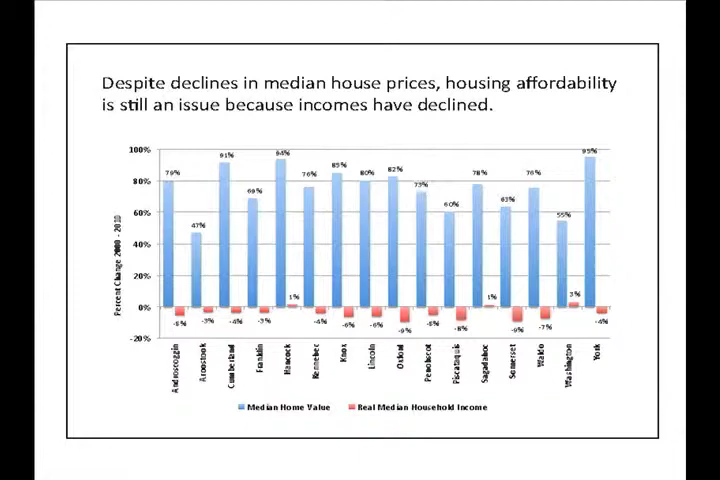 Despite declines in median house prices, housing affordability
is still an issue because incomes have declined.
100%
80%
60%
40%
20%
0%
-20%
Percent Change 2000 - 2010
79%
47%
91%
69%
94%
76%
85%
80%
82%
73%
60%
78%
63%
76%
55%
95%
-3%
-4%
-3%
1%
-4%
-6%
-6%
-9%
-8%
1%
-9%
-7%
3%
-4%
Androscoggin
Aroostook
Cumberland
Franklin
Hancock
Kennebec
Knox
Lincoln
Oxford
Penobscot
Piscataquis
Sagadahoc
Somerset
Waldo
Washington
York
Median Home Value
Real Median Household Income